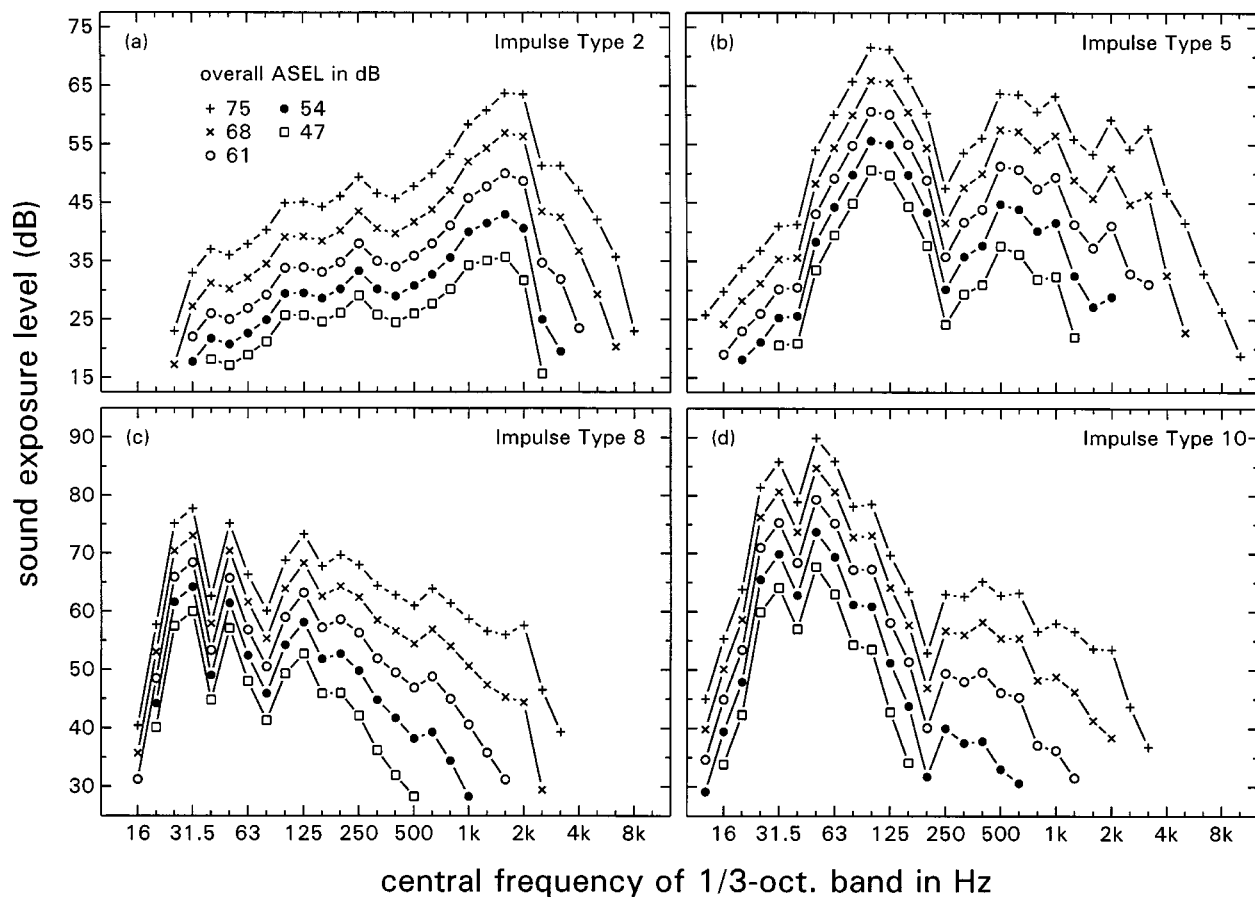 (a) Impulse Type 2
overall ASEL in dB
+ 75 ● 54
× 68 □ 47
○ 61
(b) Impulse Type 5
75
65
55
45
35
25
15
sound exposure level (dB)
(c) Impulse Type 8
(d) Impulse Type 10
90
80
70
60
50
40
30
16 31.5 63 125 250 500 1k 2k 4k 8k
16 31.5 63 125 250 500 1k 2k 4k 8k
central frequency of 1/3-oct. band in Hz